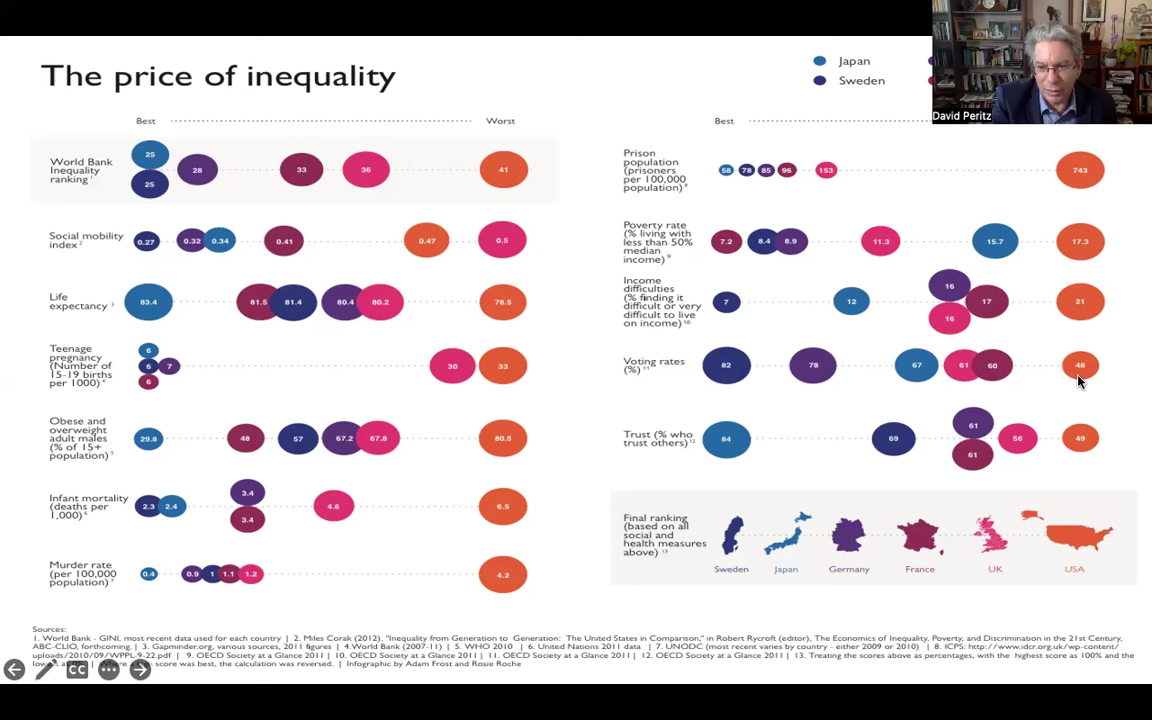 The price of inequality
Japan
Sweden
David Peritz
Best
Worst
World Bank
Inequality
ranking 1
25
25
28
33
36
41
Social mobility
index 2
0.27
0.32
0.34
0.41
0.47
0.5
Life
expectancy 3
83.4
81.5
81.4
80.4
80.2
78.5
Teenage
pregnancy
(Number of
15-19 births
per 1000) 4
6
6
7
6
30
33
Obese and
overweight
adult males
(% of 15+
population) 5
29.8
48
57
67.2
67.8
80.5
Infant mortality
(deaths per
1,000) 6
2.3
2.4
3.4
3.4
4.6
6.5
Murder rate
(per 100,000
population) 7
0.4
0.9
1
1.1
1.2
4.2
Best
Prison
population
(prisoners
per 100,000
population) 8
58
78
85
96
153
743
Poverty rate
(% living with
less than 50%
median
income) 9
7.2
8.4
8.9
11.3
15.7
17.3
Income
difficulties
(% finding it
difficult or very
difficult to live
on income) 10
7
12
16
16
17
21
Voting rates
(%) 11
82
78
67
61
60
48
Trust (% who
trust others) 12
84
69
61
61
56
49
Final ranking
(based on all
social and
health measures
above) 13
Sweden
Japan
Germany
France
UK
USA
Sources:
1. World Bank - GINI, most recent data used for each country | 2. Miles Corak (2012), "Inequality from Generation to Generation: The United States in Comparison," in Robert Rycroft (editor), The Economics of Inequality, Poverty, and Discrimination in the 21st Century,
ABC-CLIO, forthcoming. | 3. Gapminder.org, various sources, 2011 figures | 4.World Bank (2007-11) | 5. WHO 2010 | 6. United Nations 2011 data | 7. UNODC (most recent varies by country - either 2009 or 2010) | 8. ICPS: http://www.idcr.org.uk/wp-content/
uploads/2010/09/WPPL-9-22.pdf | 9. OECD Society at a Glance 2011 | 10. OECD Society at a Glance 2011 | 11. OECD Society at a Glance 2011 | 12. OECD Society at a Glance 2011 | 13. Treating the scores above as percentages, with the highest score as 100% and the
score was best, the calculation was reversed. | Infographic by Adam Frost and Rosie Roche
CC